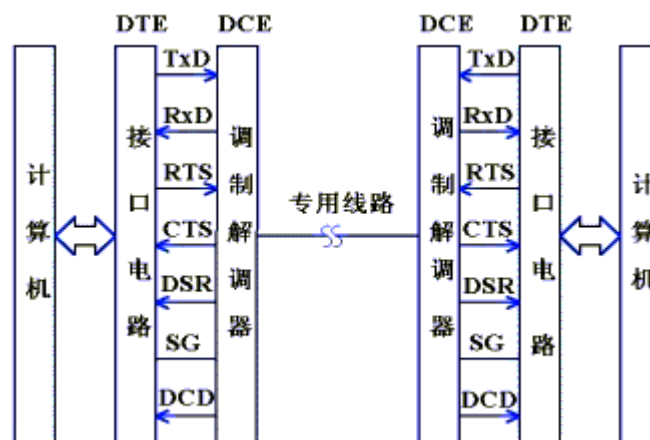 DTE DCE DCE DTE
TxD TxD
RxD RxD
RTS RTS
CTS CTS
DSR DSR
SG SG
DCD DCD
计算机
接口电路
调制解调器
专用线路
调制解调器
接口电路
计算机